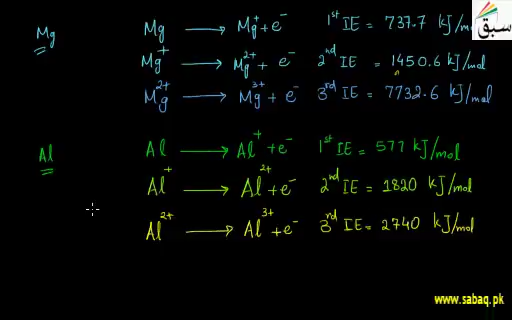 سبق
Mg Mg ⟶ Mg⁺ + e⁻ 1st IE = 737.7 kJ/mol
Mg⁺ ⟶ Mg²⁺ + e⁻ 2nd IE = 1450.6 kJ/mol
Mg²⁺ ⟶ Mg³⁺ + e⁻ 3rd IE = 7732.6 kJ/mol
Al Al ⟶ Al⁺ + e⁻ 1st IE = 577 kJ/mol
Al⁺ ⟶ Al²⁺ + e⁻ 2nd IE = 1820 kJ/mol
Al²⁺ ⟶ Al³⁺ + e⁻ 3rd IE = 2740 kJ/mol
www.sabaq.pk